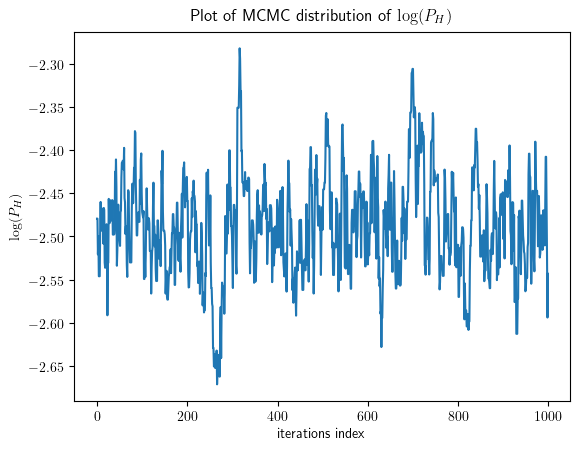 Plot of MCMC distribution of log(P_H)
log(P_H)
−2.30
−2.35
−2.40
−2.45
−2.50
−2.55
−2.60
−2.65
0 200 400 600 800 1000
iterations index